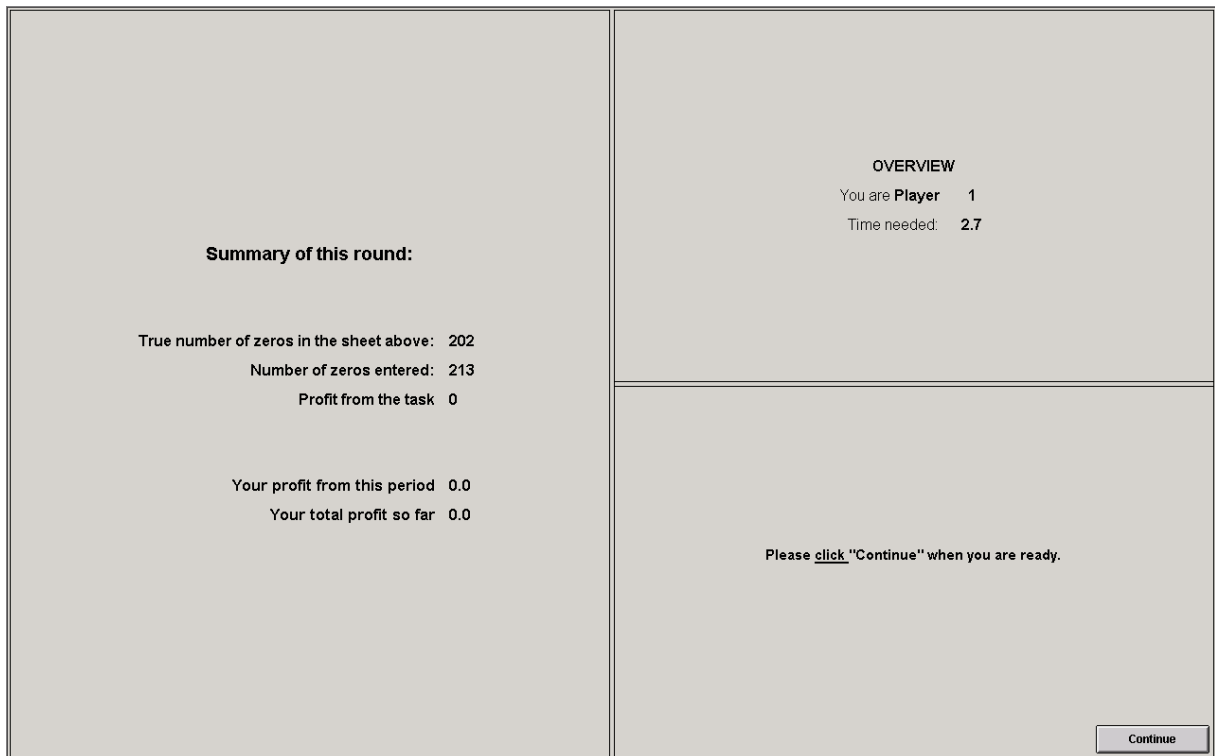 Summary of this round:
True number of zeros in the sheet above: 202
Number of zeros entered: 213
Profit from the task 0
Your profit from this period 0.0
Your total profit so far 0.0
OVERVIEW
You are Player 1
Time needed: 2.7
Please click "Continue" when you are ready.
Continue